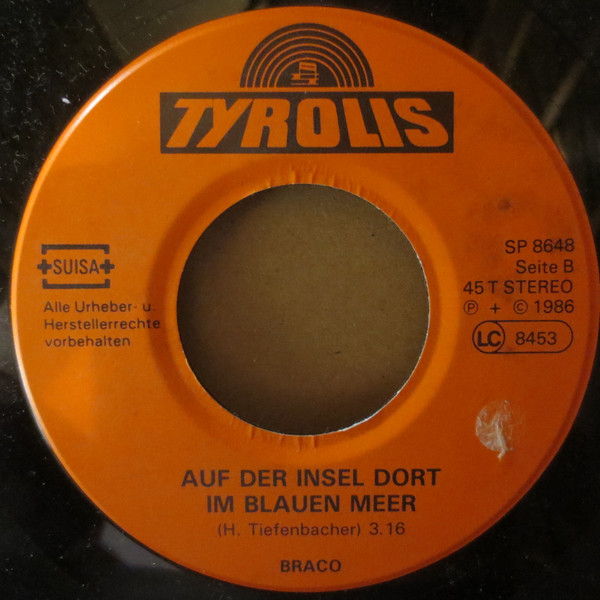 TYROLIS
+SUISA+
Alle Urheber- u.
Herstellerrechte
vorbehalten
SP 8648
Seite B
45 T STEREO
℗ + © 1986
LC 8453
AUF DER INSEL DORT
IM BLAUEN MEER
(H. Tiefenbacher) 3.16
BRACO